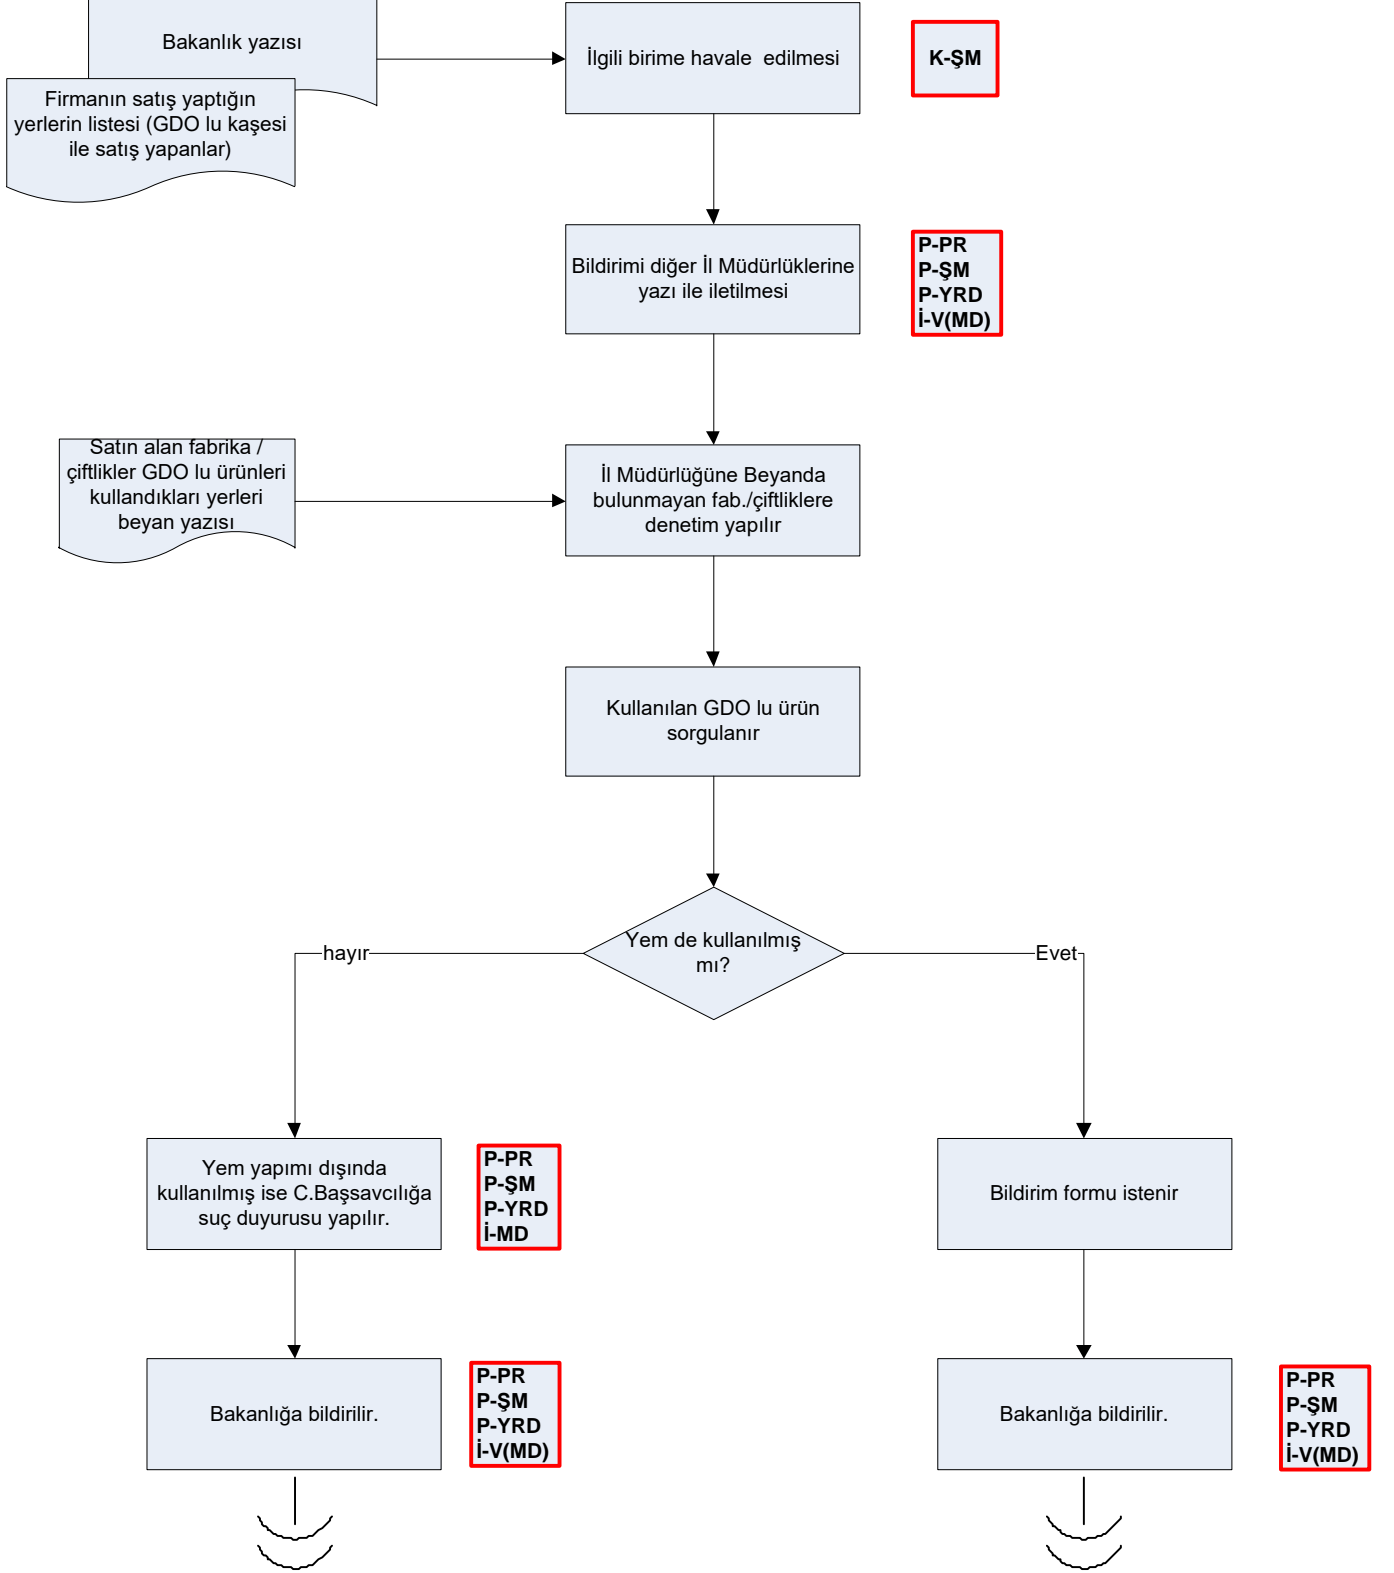 Bakanlık yazısı
Firmanın satış yaptığın
yerlerin listesi (GDO lu kaşesi
ile satış yapanlar)
İlgili birime havale  edilmesi
K-ŞM
Bildirimi diğer İl Müdürlüklerine
yazı ile iletilmesi
P-PR
P-ŞM
P-YRD
İ-V(MD)
Satın alan fabrika /
çiftlikler GDO lu ürünleri
kullandıkları yerleri
beyan yazısı
İl Müdürlüğüne Beyanda
bulunmayan fab./çiftliklere
denetim yapılır
Kullanılan GDO lu ürün
sorgulanır
Yem de kullanılmış
mı?
hayır
Evet
Yem yapımı dışında
kullanılmış ise C.Başsavcılığa
suç duyurusu yapılır.
P-PR
P-ŞM
P-YRD
İ-MD
Bildirim formu istenir
Bakanlığa bildirilir.
P-PR
P-ŞM
P-YRD
İ-V(MD)
Bakanlığa bildirilir.
P-PR
P-ŞM
P-YRD
İ-V(MD)